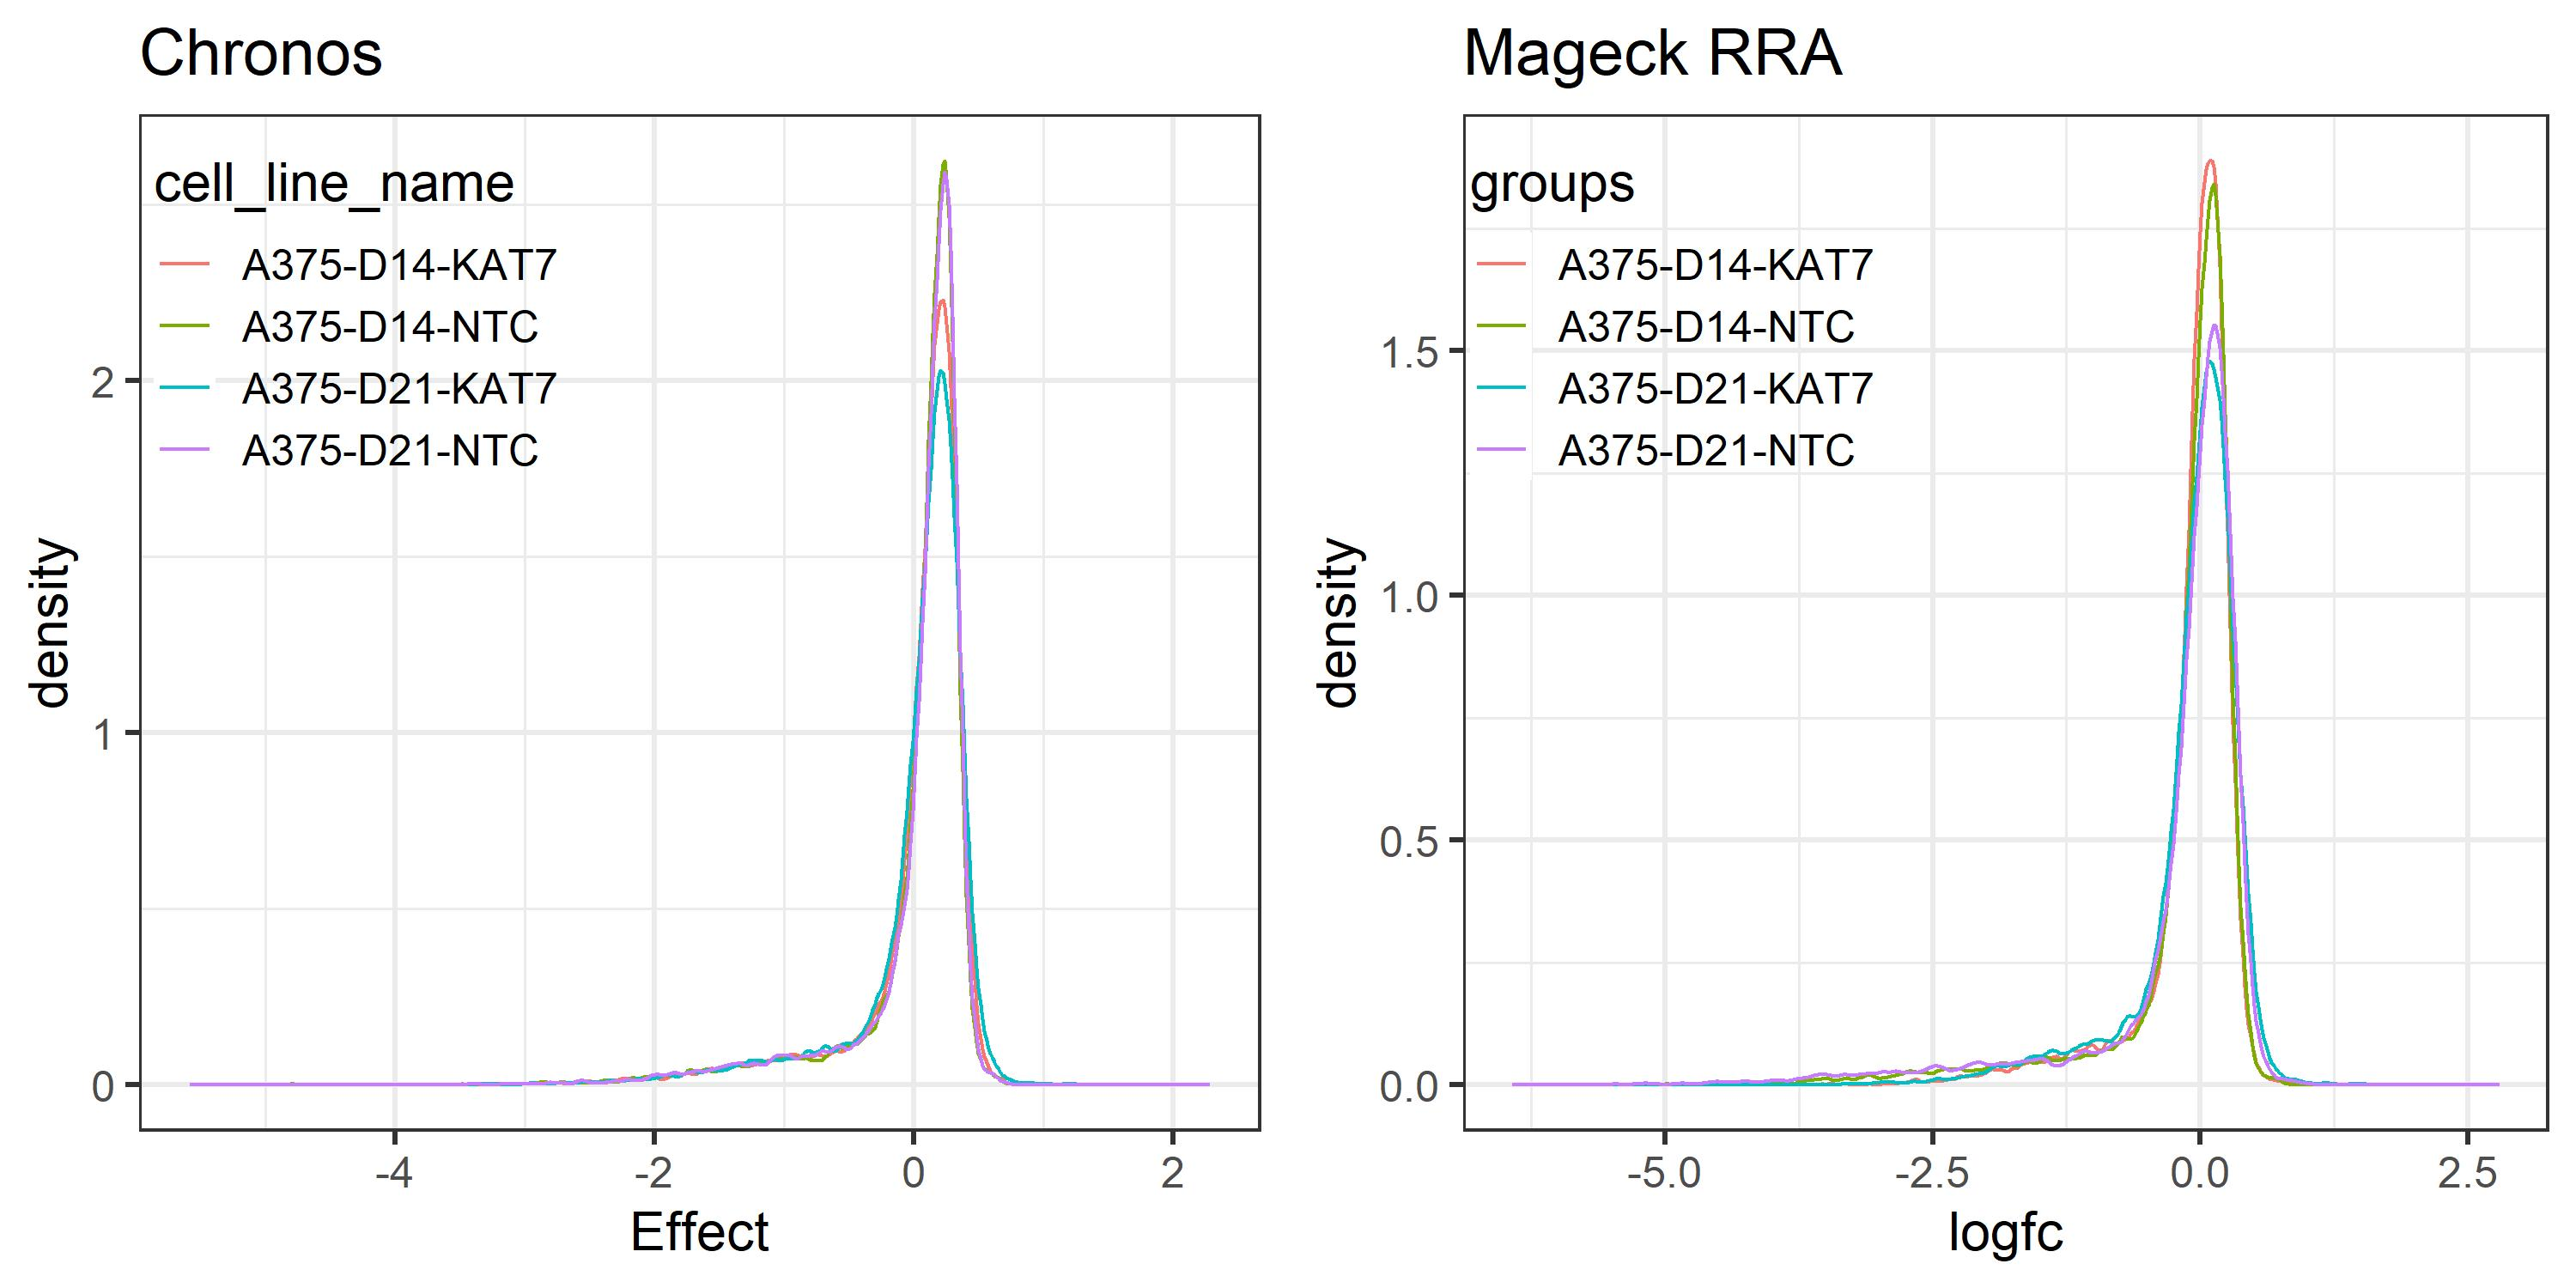 Chronos
cell_line_name
A375-D14-KAT7
A375-D14-NTC
A375-D21-KAT7
A375-D21-NTC
density
2
1
0
-4 -2 0 2
Effect
Mageck RRA
groups
A375-D14-KAT7
A375-D14-NTC
A375-D21-KAT7
A375-D21-NTC
density
1.5
1.0
0.5
0.0
-5.0 -2.5 0.0 2.5
logfc